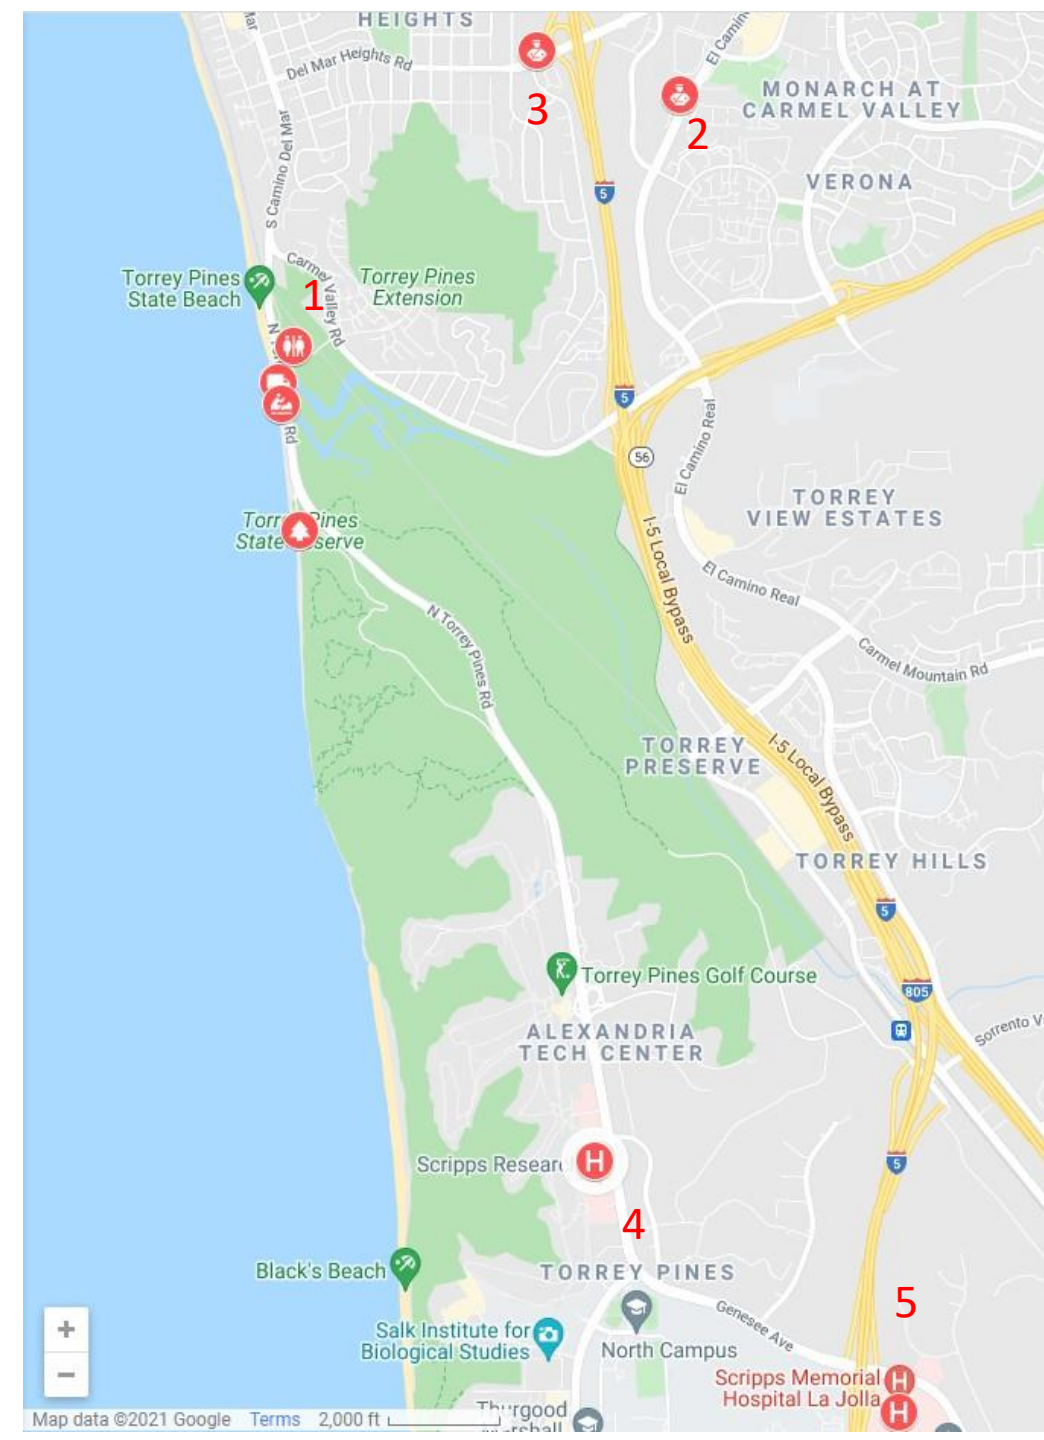 HEIGHTS
Mar
Del Mar Heights Rd
El Camino
3
2
MONARCH AT
CARMEL VALLEY
S Camino Del Mar
5
VERONA
Carmel Valley Rd
Torrey Pines
State Beach
Torrey Pines
Extension
1
N
Rd
5
56
El Camino Real
TORREY
VIEW ESTATES
I-5 Local Bypass
El Camino Real
N Torrey Pines Rd
Carmel Mountain Rd
TORREY
PRESERVE
I-5 Local Bypass
TORREY HILLS
5
Torrey Pines Golf Course
805
ALEXANDRIA
TECH CENTER
Sorrento V
Scripps Resear
H
5
4
Black's Beach
TORREY PINES
5
Genesee Ave
Salk Institute for
Biological Studies
North Campus
Scripps Memorial
Hospital La Jolla
H
H
Map data ©2021 Google
Terms
2,000 ft